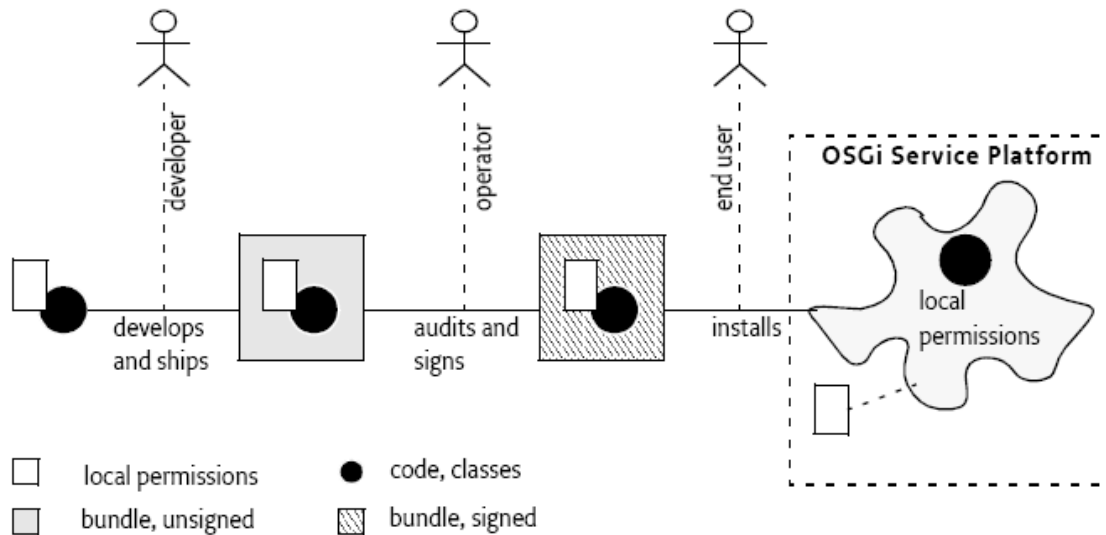 developer
operator
end user
OSGi Service Platform
develops
and ships
audits and
signs
installs
local
permissions
local permissions
code, classes
bundle, unsigned
bundle, signed